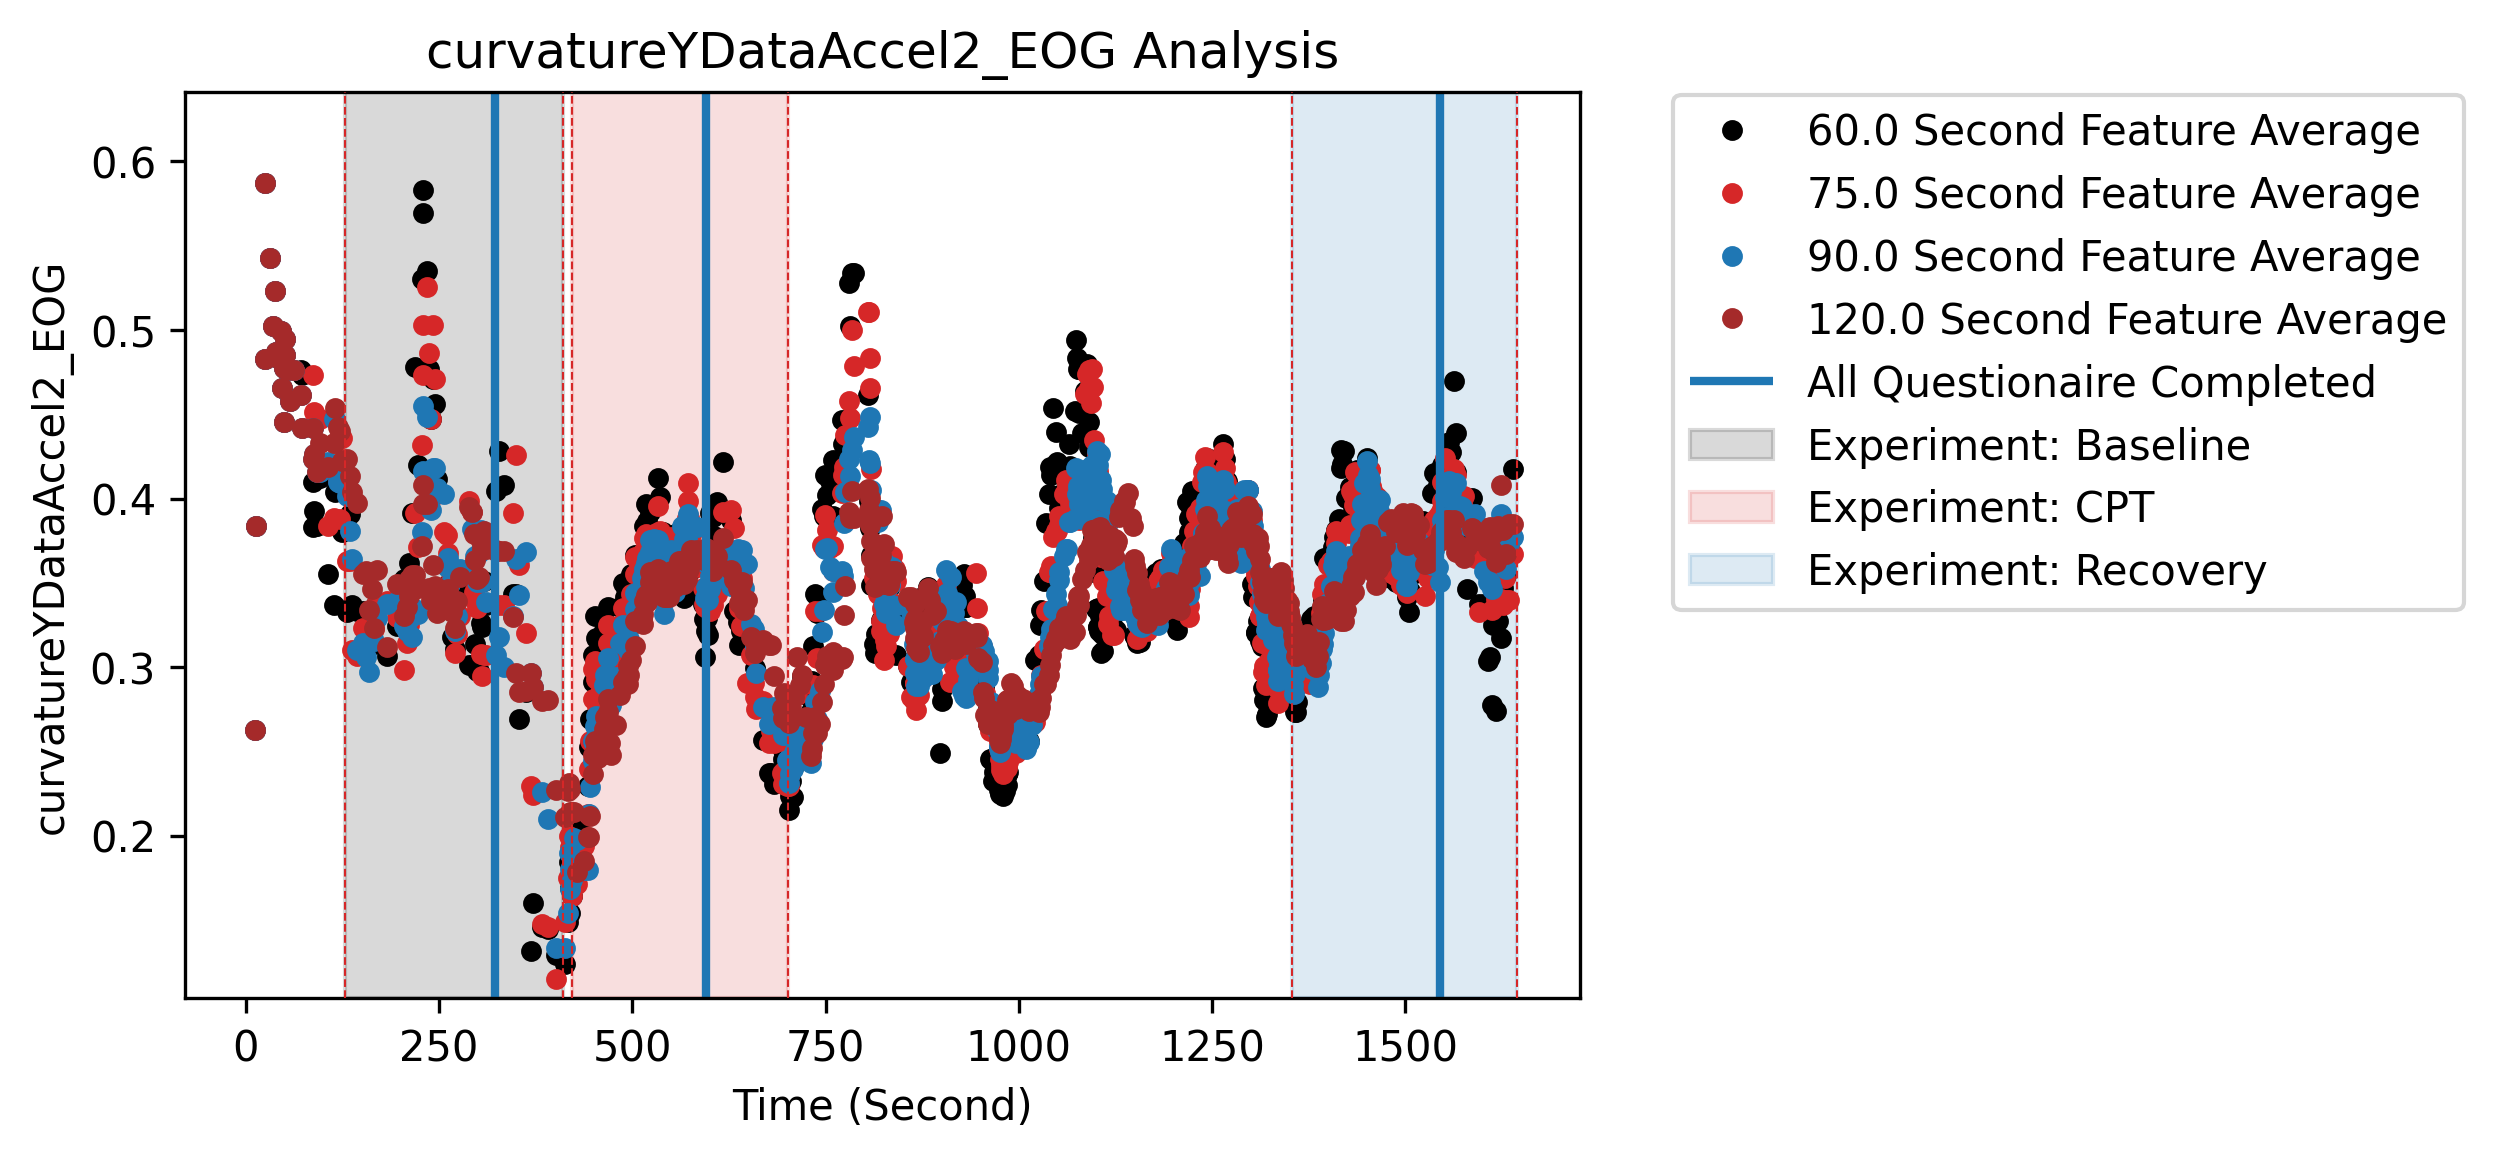 curvatureYDataAccel2_EOG Analysis
curvatureYDataAccel2_EOG
0.6
0.5
0.4
0.3
0.2
0
250
500
750
1000
1250
1500
Time (Second)
60.0 Second Feature Average
75.0 Second Feature Average
90.0 Second Feature Average
120.0 Second Feature Average
All Questionaire Completed
Experiment: Baseline
Experiment: CPT
Experiment: Recovery